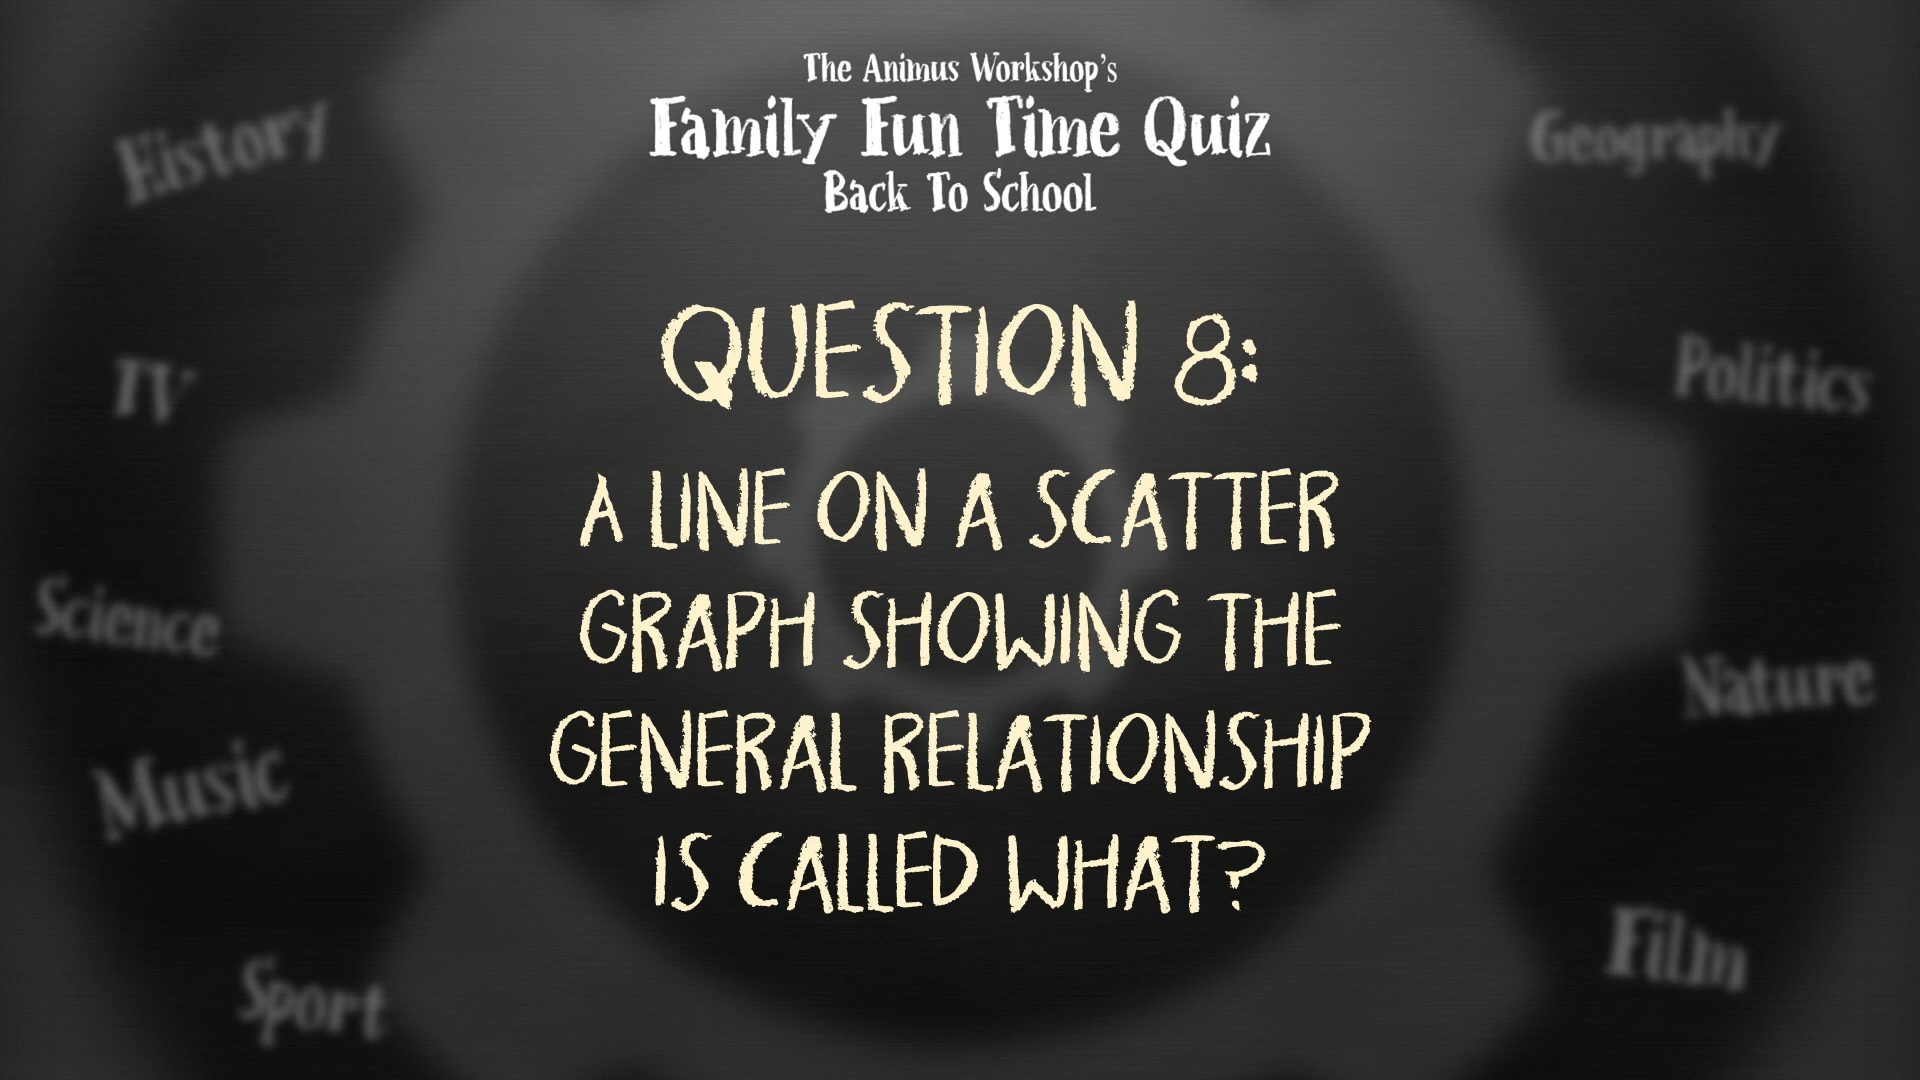 The Animus Workshop's
Family Fun Time Quiz
Back To School
History
Geography
QUESTION 8:
TV
Politics
A LINE ON A SCATTER
GRAPH SHOWING THE
GENERAL RELATIONSHIP
IS CALLED WHAT?
Science
Nature
Music
Film
Sport